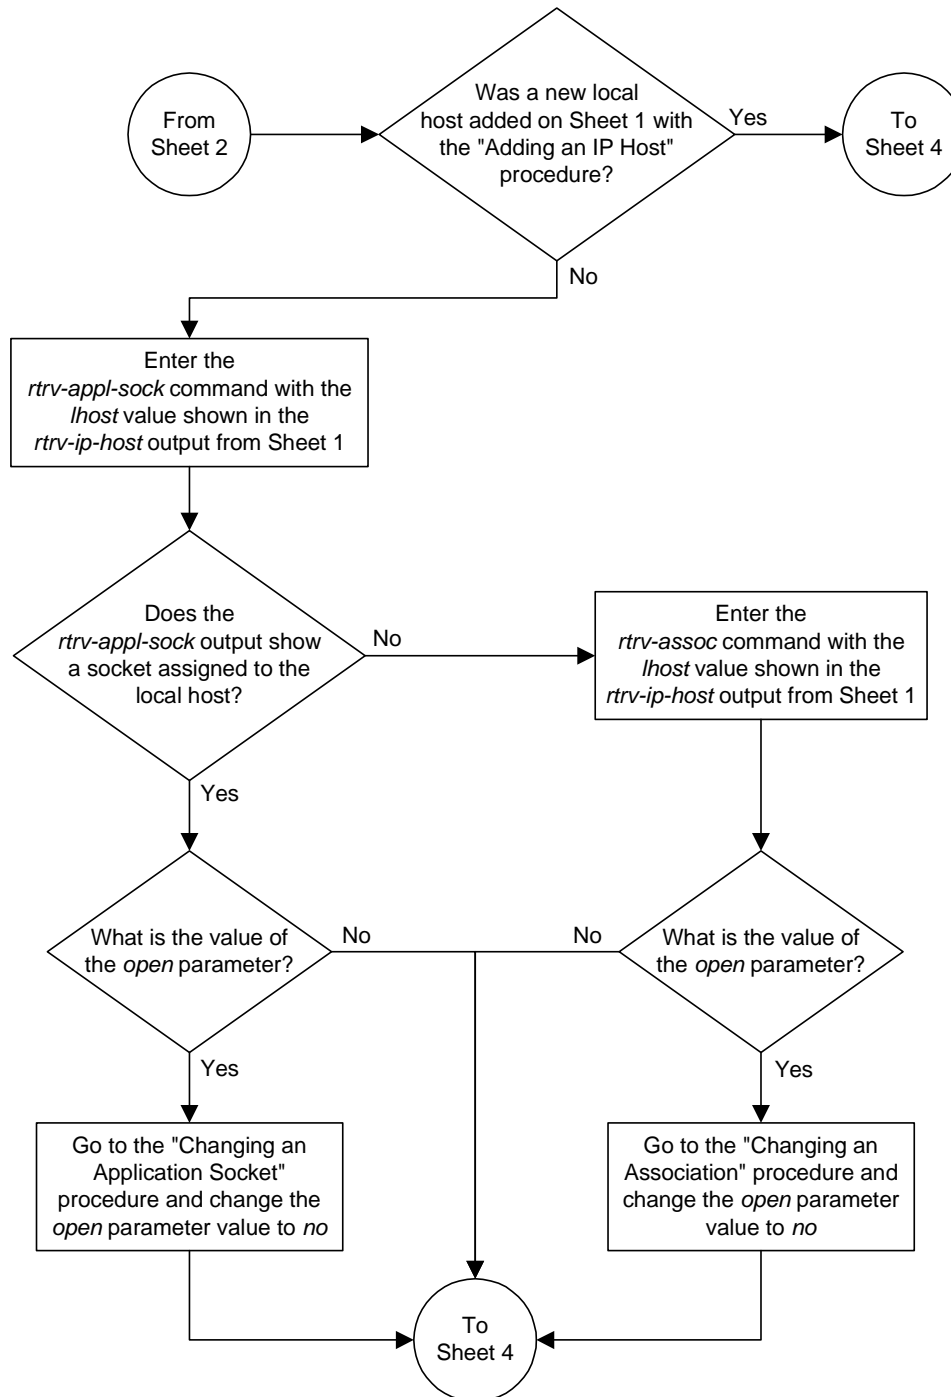 From
Sheet 2
Was a new local
host added on Sheet 1 with
the "Adding an IP Host"
procedure?
Yes
To
Sheet 4
No
Enter the
rtrv-appl-sock command with the
lhost value shown in the
rtrv-ip-host output from Sheet 1
Does the
rtrv-appl-sock output show
a socket assigned to the
local host?
No
Enter the
rtrv-assoc command with the
lhost value shown in the
rtrv-ip-host output from Sheet 1
Yes
What is the value of
the open parameter?
No
No
What is the value of
the open parameter?
Yes
Yes
Go to the "Changing an
Application Socket"
procedure and change the
open parameter value to no
Go to the "Changing an
Association" procedure and
change the open parameter
value to no
To
Sheet 4